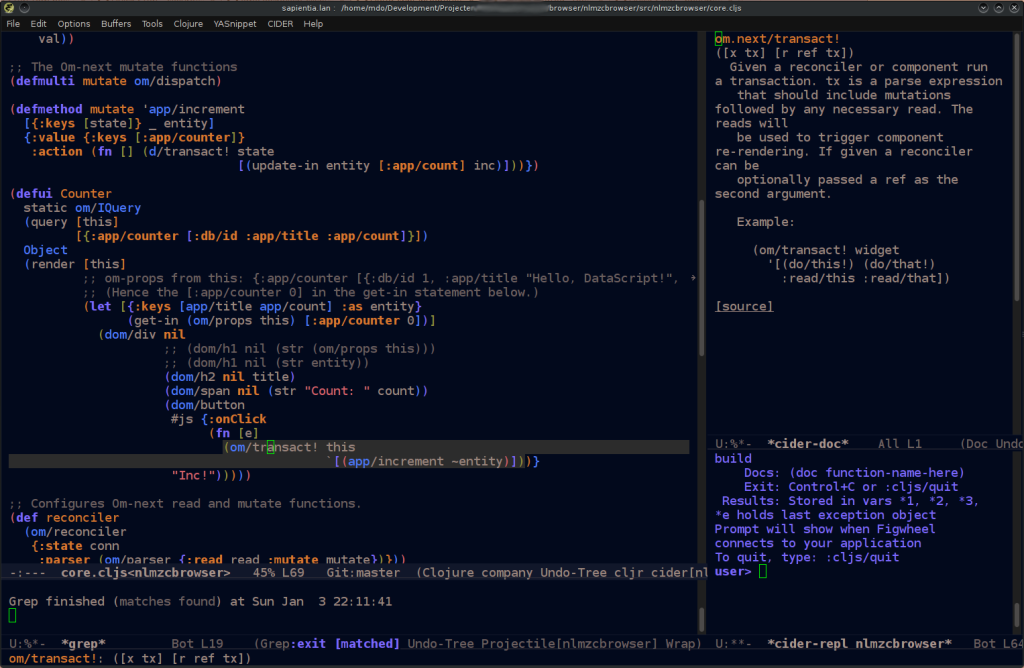 sapientia.lan : /home/mdo/Development/Projecten/ /browser/nlmzcbrowser/src/nlmzcbrowser/core.cljs
File Edit Options Buffers Tools Clojure YASnippet CIDER Help
    val))

;; The Om-next mutate functions
(defmulti mutate om/dispatch)

(defmethod mutate 'app/increment
  [{:keys [state]} _ entity]
  {:value {:keys [:app/counter]}
   :action (fn [] (d/transact! state
                               [(update-in entity [:app/count] inc)]))})

(defui Counter
  static om/IQuery
  (query [this]
         [{:app/counter [:db/id :app/title :app/count]}])
  Object
  (render [this]
          ;; om-props from this: {:app/counter [{:db/id 1, :app/title "Hello, DataScript!",
          ;; (Hence the [:app/counter 0] in the get-in statement below.)
          (let [{:keys [app/title app/count] :as entity}
                (get-in (om/props this) [:app/counter 0])]
            (dom/div nil
                     ;; (dom/h1 nil (str (om/props this)))
                     ;; (dom/h1 nil (str entity))
                     (dom/h2 nil title)
                     (dom/span nil (str "Count: " count))
                     (dom/button
                      #js {:onClick
                           (fn [e]
                             (om/transact! this
                                           `[(app/increment ~entity)]))}
                      "Inc!")))))

;; Configures Om-next read and mutate functions.
(def reconciler
  (om/reconciler
   {:state conn
    :parser (om/parser {:read read :mutate mutate})}))
-:--- core.cljs<nlmzcbrowser> 45% L69 Git:master (Clojure company Undo-Tree cljr cider[nl
Grep finished (matches found) at Sun Jan  3 22:11:41
U:%*- *grep* Bot L19 (Grep:exit [matched] Undo-Tree Projectile[nlmzcbrowser] Wrap)
om/transact!: ([x tx] [r ref tx])
om.next/transact!
([x tx] [r ref tx])
  Given a reconciler or component run
a transaction. tx is a parse expression
   that should include mutations
followed by any necessary read. The
reads will
   be used to trigger component
re-rendering. If given a reconciler
can be
   optionally passed a ref as the
second argument.

   Example:

     (om/transact! widget
       '[(do/this!) (do/that!)
         :read/this :read/that])

[source]
U:%*- *cider-doc* All L1 (Doc Undo
build
    Docs: (doc function-name-here)
    Exit: Control+C or :cljs/quit
 Results: Stored in vars *1, *2, *3,
*e holds last exception object
Prompt will show when Figwheel
connects to your application
To quit, type: :cljs/quit
user>
U:**- *cider-repl nlmzcbrowser* Bot L64